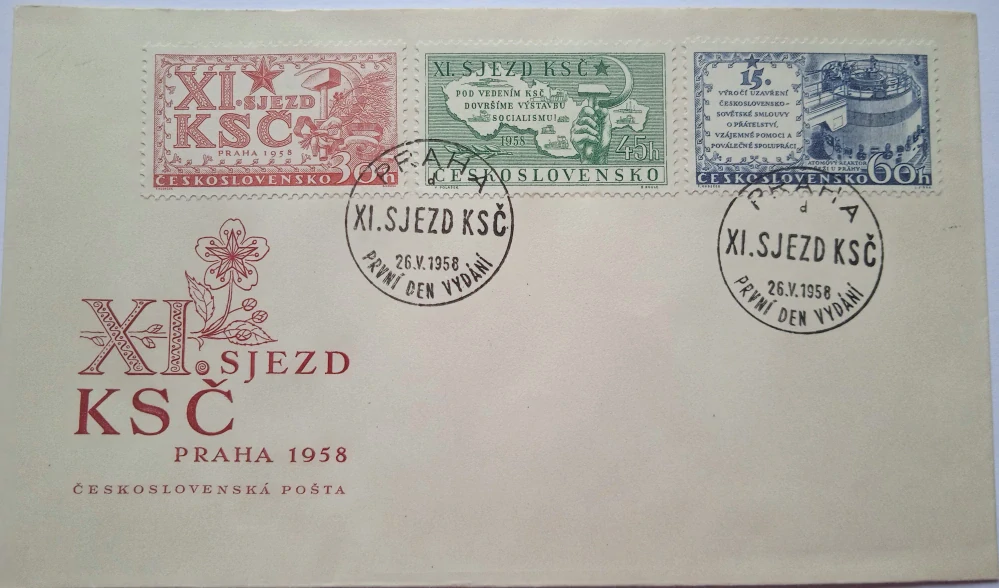 XI. SJEZD
KSČ
PRAHA 1958
30h
ČESKOSLOVENSKO
XI. SJEZD KSČ
POD VEDENÍM KSČ
DOVRŠÍME VÝSTAVBU
SOCIALISMU!
1958
45h
ČESKOSLOVENSKO
15.
VÝROČÍ UZAVŘENÍ
ČESKOSLOVENSKO-
SOVĚTSKÉ SMLOUVY
O PŘÁTELSTVÍ,
VZÁJEMNÉ POMOCI A
POVÁLEČNÉ SPOLUPRÁCI
ATOMOVÝ REAKTOR
U PRAHY
ČESKOSLOVENSKO 60h
PRAHA
d
XI. SJEZD KSČ
26.V.1958
PRVNÍ DEN VYDÁNÍ
PRAHA
d
XI. SJEZD KSČ
26.V.1958
PRVNÍ DEN VYDÁNÍ
XI. SJEZD
KSČ
PRAHA 1958
ČESKOSLOVENSKÁ POŠTA